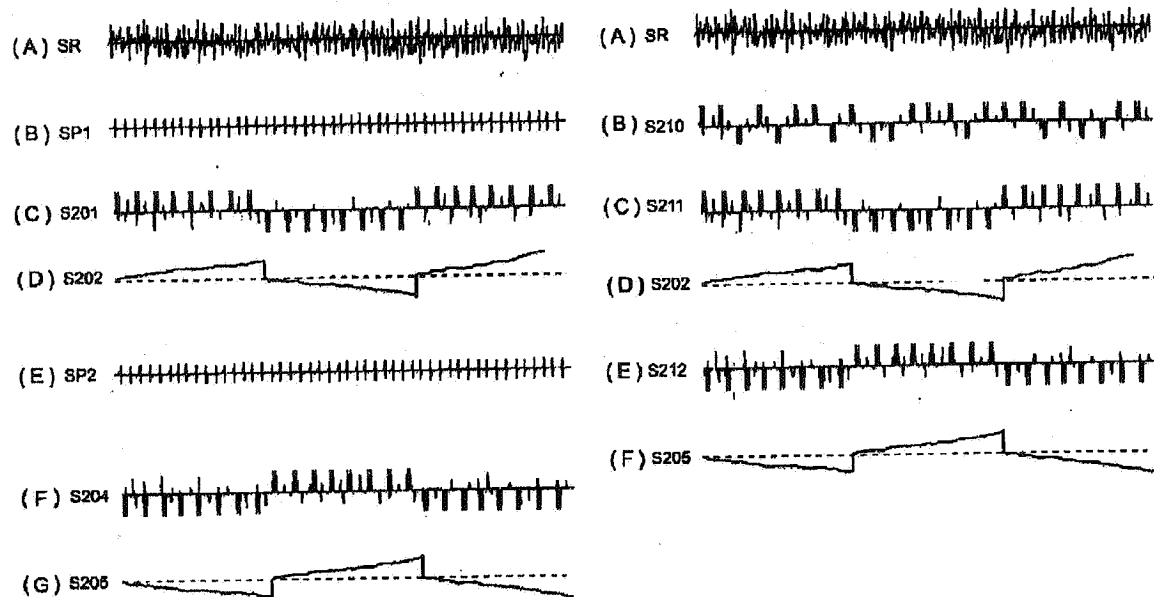 (A) SR
(B) SP1
(C) S201
(D) S202
(E) SP2
(F) S204
(G) S205
(A) SR
(B) S210
(C) S211
(D) S202
(E) S212
(F) S205